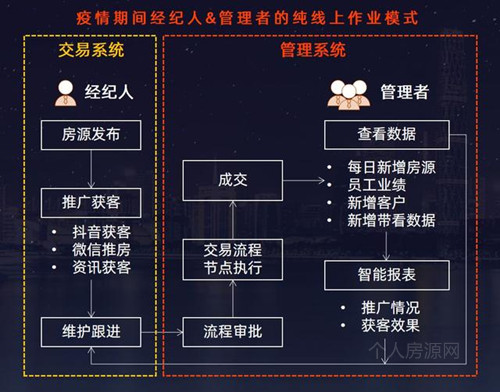 疫情期间经纪人&管理者的纯线上作业模式
交易系统
经纪人
房源发布
推广获客
• 抖音获客
• 微信推房
• 资讯获客
维护跟进
管理系统
管理者
查看数据
• 每日新增房源
• 员工业绩
• 新增客户
• 新增带看数据
成交
交易流程
节点执行
流程审批
智能报表
• 推广情况
• 获客效果
个人房源网